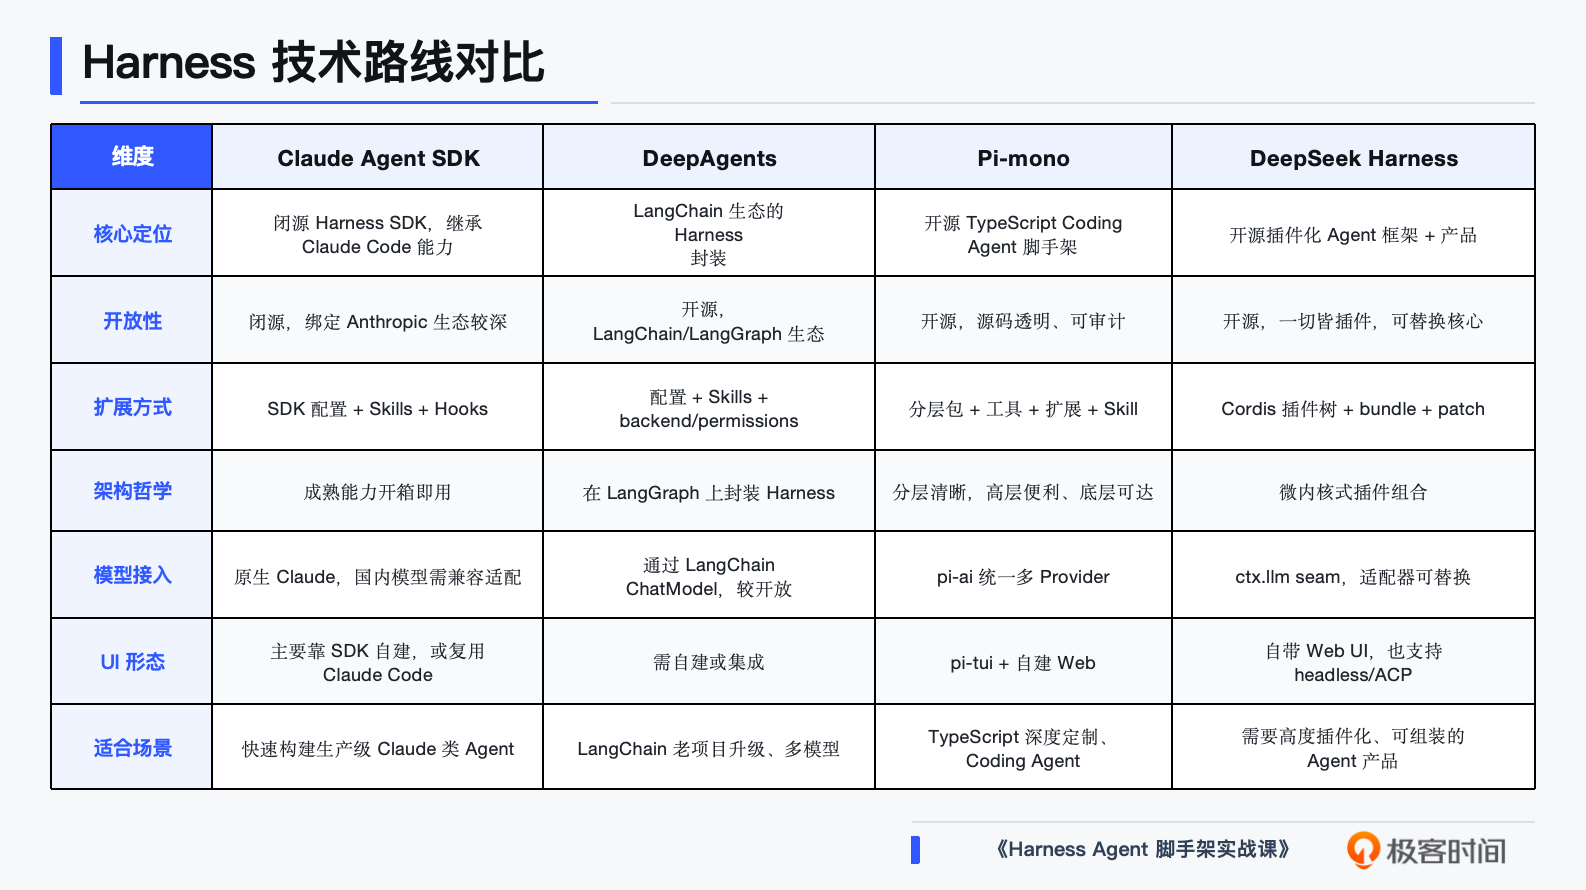 Harness 技术路线对比
维度
Claude Agent SDK
DeepAgents
Pi-mono
DeepSeek Harness
核心定位
闭源 Harness SDK，继承
Claude Code 能力
LangChain 生态的
Harness
封装
开源 TypeScript Coding
Agent 脚手架
开源插件化 Agent 框架 + 产品
开放性
闭源，绑定 Anthropic 生态较深
开源，
LangChain/LangGraph 生态
开源，源码透明、可审计
开源，一切皆插件，可替换核心
扩展方式
SDK 配置 + Skills + Hooks
配置 + Skills +
backend/permissions
分层包 + 工具 + 扩展 + Skill
Cordis 插件树 + bundle + patch
架构哲学
成熟能力开箱即用
在 LangGraph 上封装 Harness
分层清晰，高层便利、底层可达
微内核式插件组合
模型接入
原生 Claude，国内模型需兼容适配
通过 LangChain
ChatModel，较开放
pi-ai 统一多 Provider
ctx.llm seam，适配器可替换
UI 形态
主要靠 SDK 自建，或复用
Claude Code
需自建或集成
pi-tui + 自建 Web
自带 Web UI，也支持
headless/ACP
适合场景
快速构建生产级 Claude 类 Agent
LangChain 老项目升级、多模型
TypeScript 深度定制、
Coding Agent
需要高度插件化、可组装的
Agent 产品
《Harness Agent 脚手架实战课》
极客时间